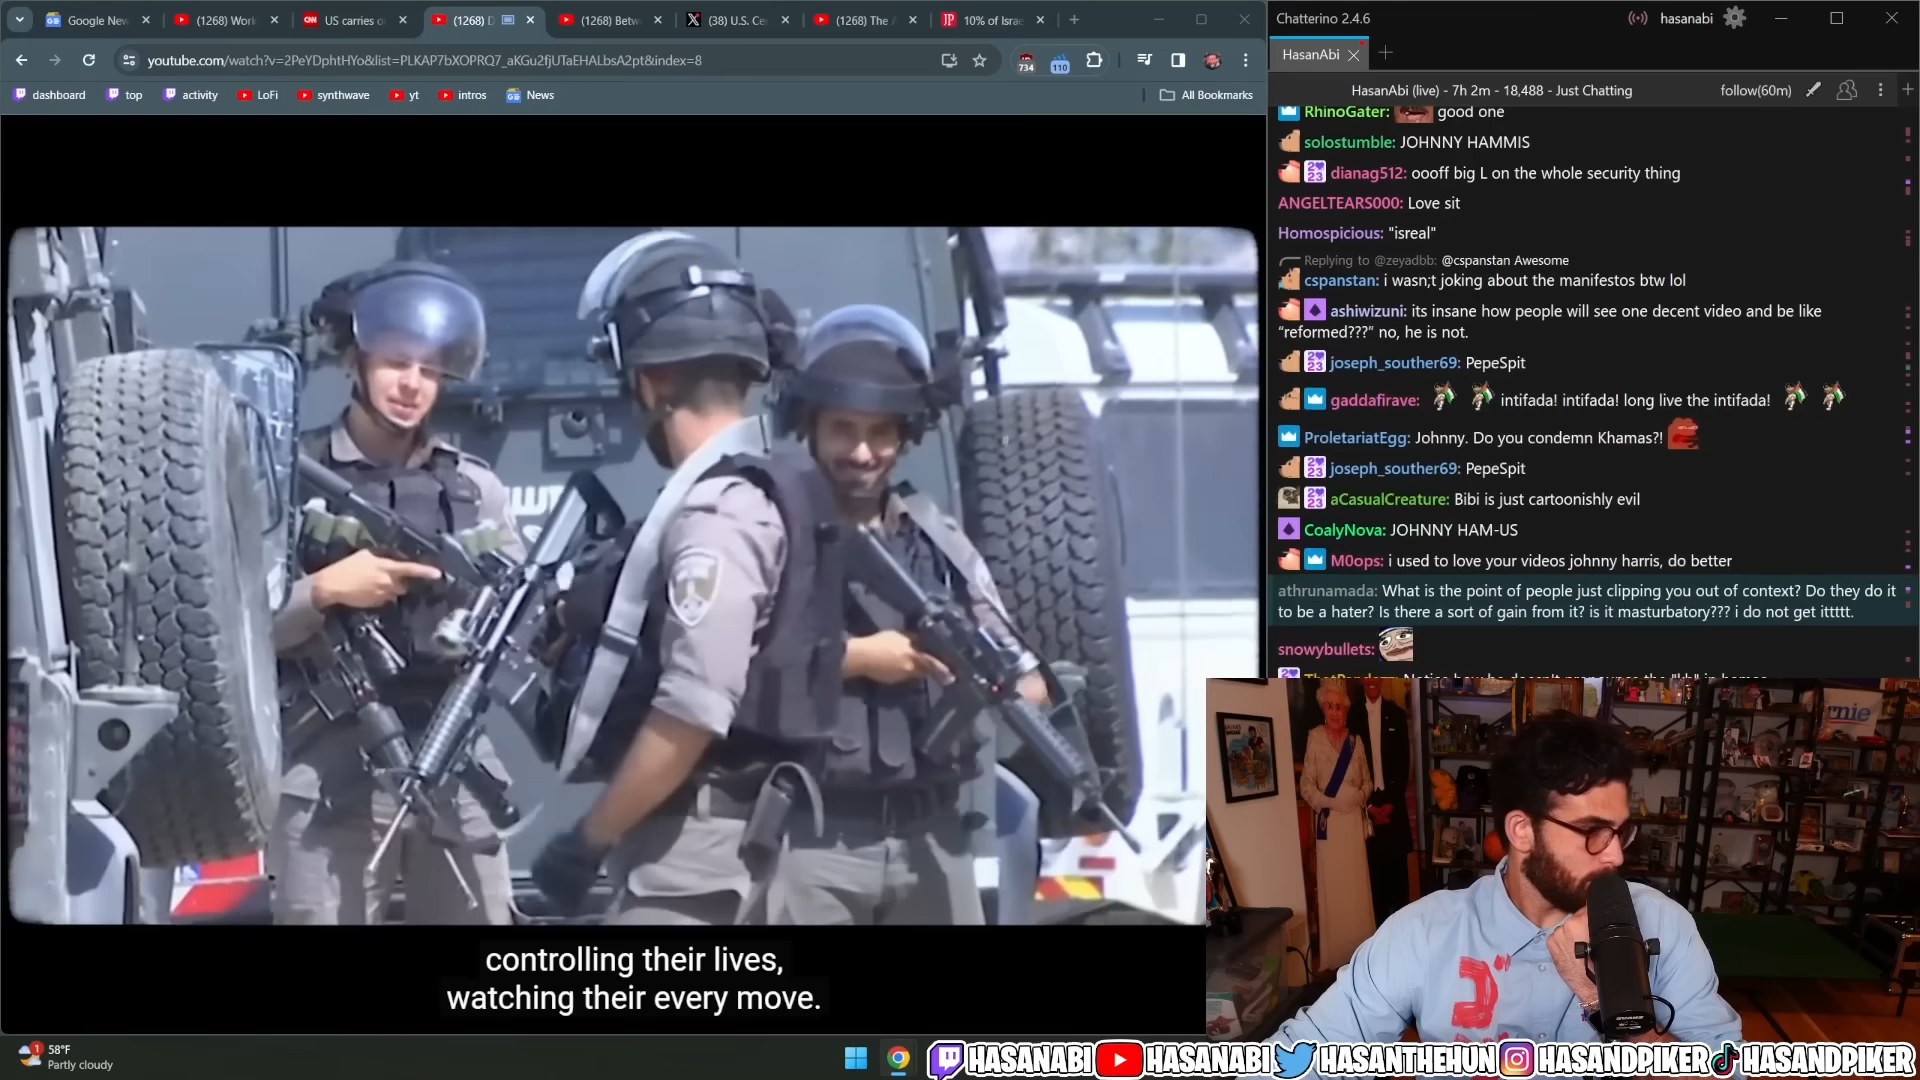 Google New
(1268) Work
CNN
US carries o
(1268) D
(1268) Betw
(38) U.S. Cen
(1268) The A
JP
10% of Israe
youtube.com/watch?v=2PeYDphtHYo&list=PLKAP7bXOPRQ7_aKGu2fjUTaEHALbsA2pt&index=8
734
110
dashboard
top
activity
LoFi
synthwave
yt
intros
News
All Bookmarks
controlling their lives,
watching their every move.
Chatterino 2.4.6
hasanabi
HasanAbi
HasanAbi (live) - 7h 2m - 18,488 - Just Chatting
follow(60m)
RhinoGater: good one
solostumble: JOHNNY HAMMIS
dianag512: oooff big L on the whole security thing
ANGELTEARS000: Love sit
Homospicious: "isreal"
Replying to @zeyadbb: @cspanstan Awesome
cspanstan: i wasn;t joking about the manifestos btw lol
ashiwizuni: its insane how people will see one decent video and be like
“reformed???” no, he is not.
joseph_souther69: PepeSpit
gaddafirave: intifada! intifada! long live the intifada!
ProletariatEgg: Johnny. Do you condemn Khamas?!
joseph_souther69: PepeSpit
aCasualCreature: Bibi is just cartoonishly evil
CoalyNova: JOHNNY HAM-US
M0ops: i used to love your videos johnny harris, do better
athrunamada: What is the point of people just clipping you out of context? Do they do it
to be a hater? Is there a sort of gain from it? is it masturbatory??? i do not get ittttt.
snowybullets:
1
58°F
Partly cloudy
HASANABI
HASANABI
HASANTHEHUN
HASANDPIKER
HASANDPIKER